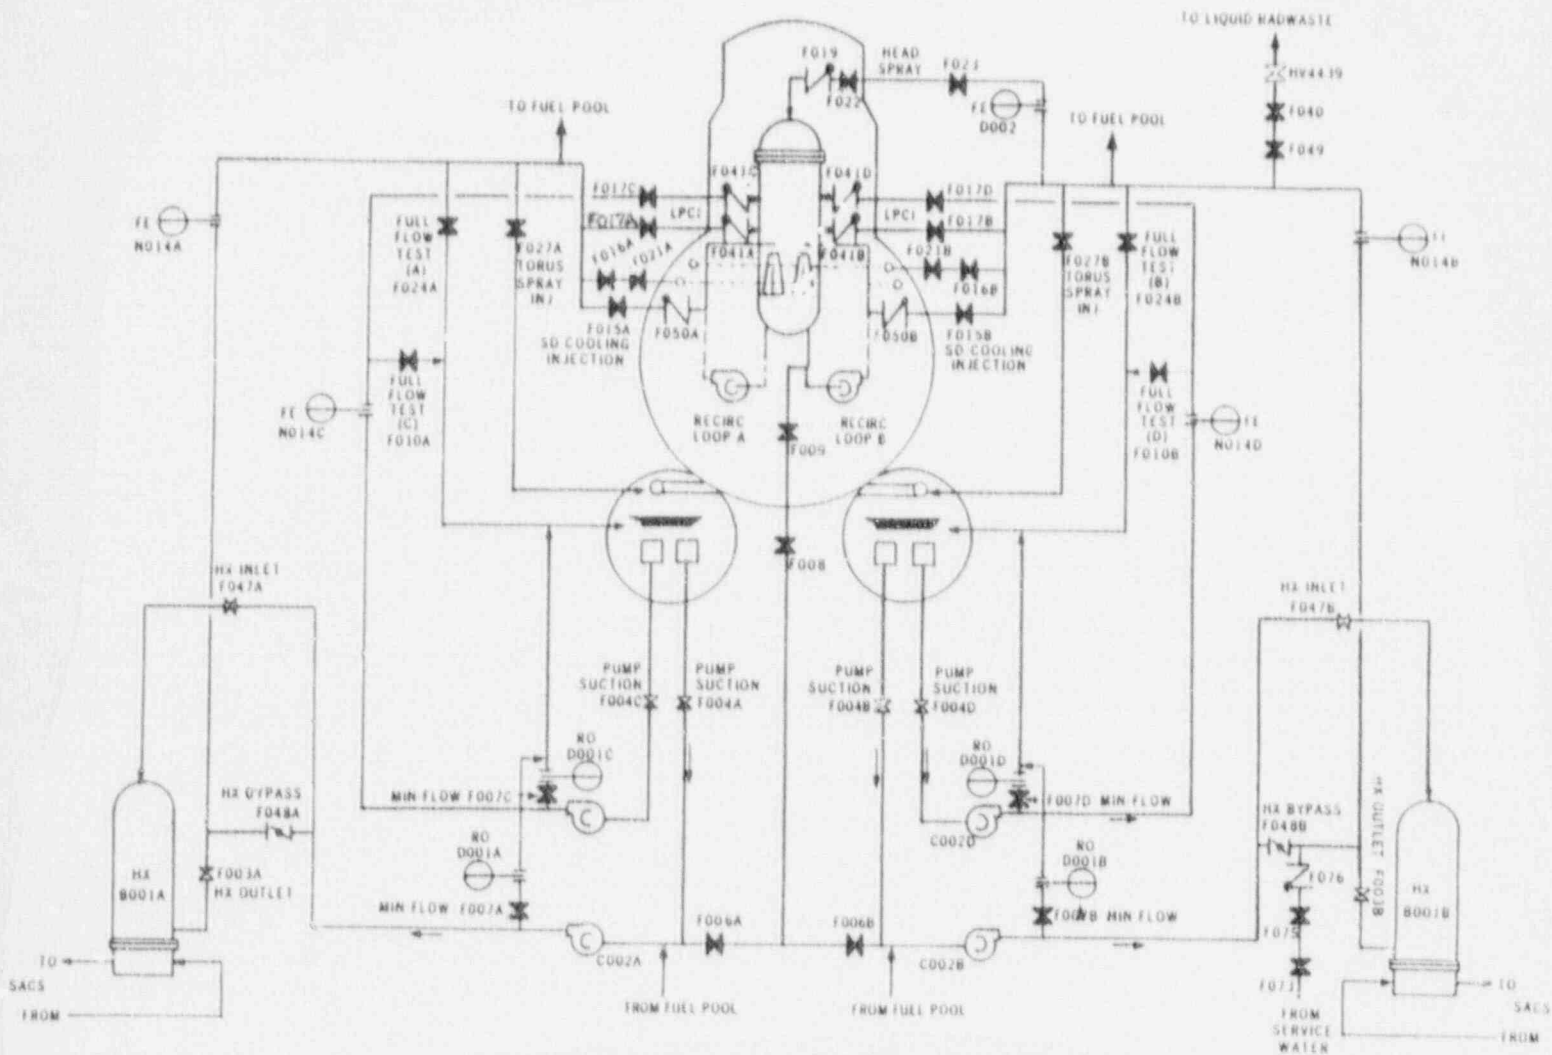 TO LIQUID RADWASTE
HV4439
F040
F049
F019
HEAD
SPRAY
F023
F022
FE
D002
TO FUEL POOL
TO FUEL POOL
FE
N014A
FULL
FLOW
TEST
(A)
F024A
F027A
TORUS
SPRAY
F017C
F041C
F017A
LPCI
F041A
F016A
F021A
F015A
SD COOLING
INJECTION
F050A
F041D
F017D
LPCI
F017B
F041B
F021B
F016B
F050B
F015B
SD COOLING
INJECTION
F027B
TORUS
SPRAY
FULL
FLOW
TEST
(B)
F024B
N014B
FE
N014C
FULL
FLOW
TEST
(C)
F010A
RECIRC
LOOP A
RECIRC
LOOP B
F009
FULL
FLOW
TEST
(D)
F010B
FE
N014D
F008
HX INLET
F047A
HX INLET
F047B
PUMP
SUCTION
F004C
PUMP
SUCTION
F004A
PUMP
SUCTION
F004B
PUMP
SUCTION
F004D
RO
D001C
MIN FLOW F007C
RO
D001D
F007D MIN FLOW
C002D
HX BYPASS
F048A
HX
B001A
F003A
HX OUTLET
RO
D001A
MIN FLOW F007A
C002A
F006A
F006B
C002B
RO
D001B
F007B MIN FLOW
HX BYPASS
F048B
F076
F075
F073
FROM
SERVICE
WATER
HX OUTLET F003B
HX
B001B
TO
SACS
FROM
FROM FUEL POOL
FROM FUEL POOL
TO
SACS
FROM